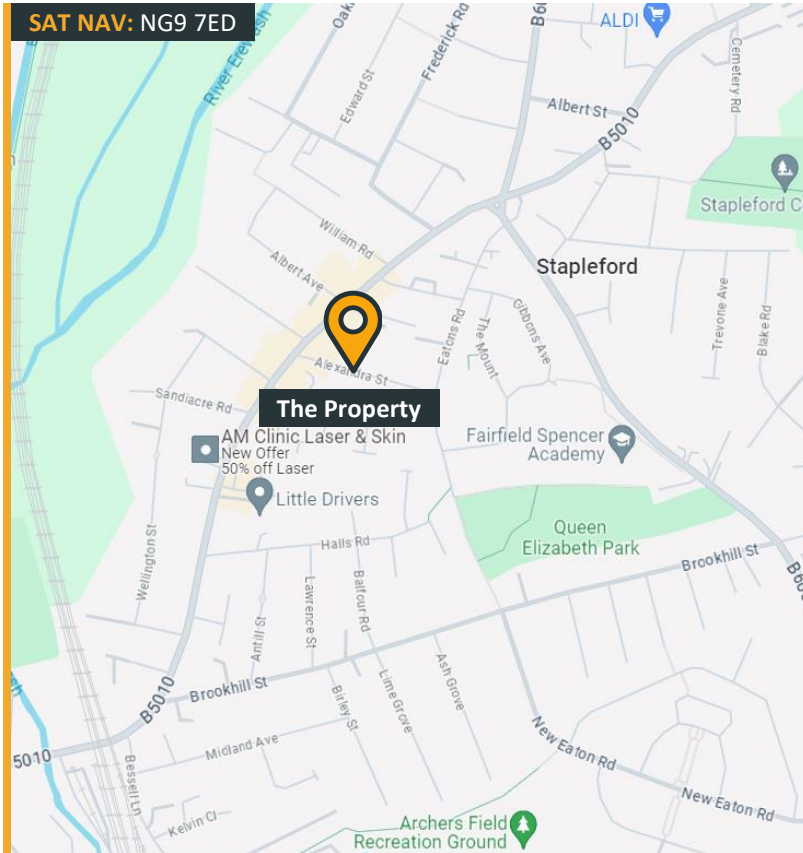 SAT NAV: NG9 7ED
ALDI
B60
Oak
Frederick Rd
Cemetery Rd
River Erewash
Edward St
Albert St
B5010
Stapleford C
William Rd
Albert Ave
Stapleford
Gibbons Ave
Eatons Rd
The Mount
Trevone Ave
Blake Rd
Alexandra St
Sandiacre Rd
The Property
AM Clinic Laser & Skin
New Offer
50% off Laser
Fairfield Spencer
Academy
Little Drivers
Wellington St
Halls Rd
Queen
Elizabeth Park
Brookhill St
B600
Balfour Rd
Lawrence St
Antill St
Ash Grove
Lime Grove
Birley St
Brookhill St
B5010
5010
Midland Ave
New Eaton Rd
Bessell Ln
Kelvin Cl
New Eaton Rd
Archers Field
Recreation Ground